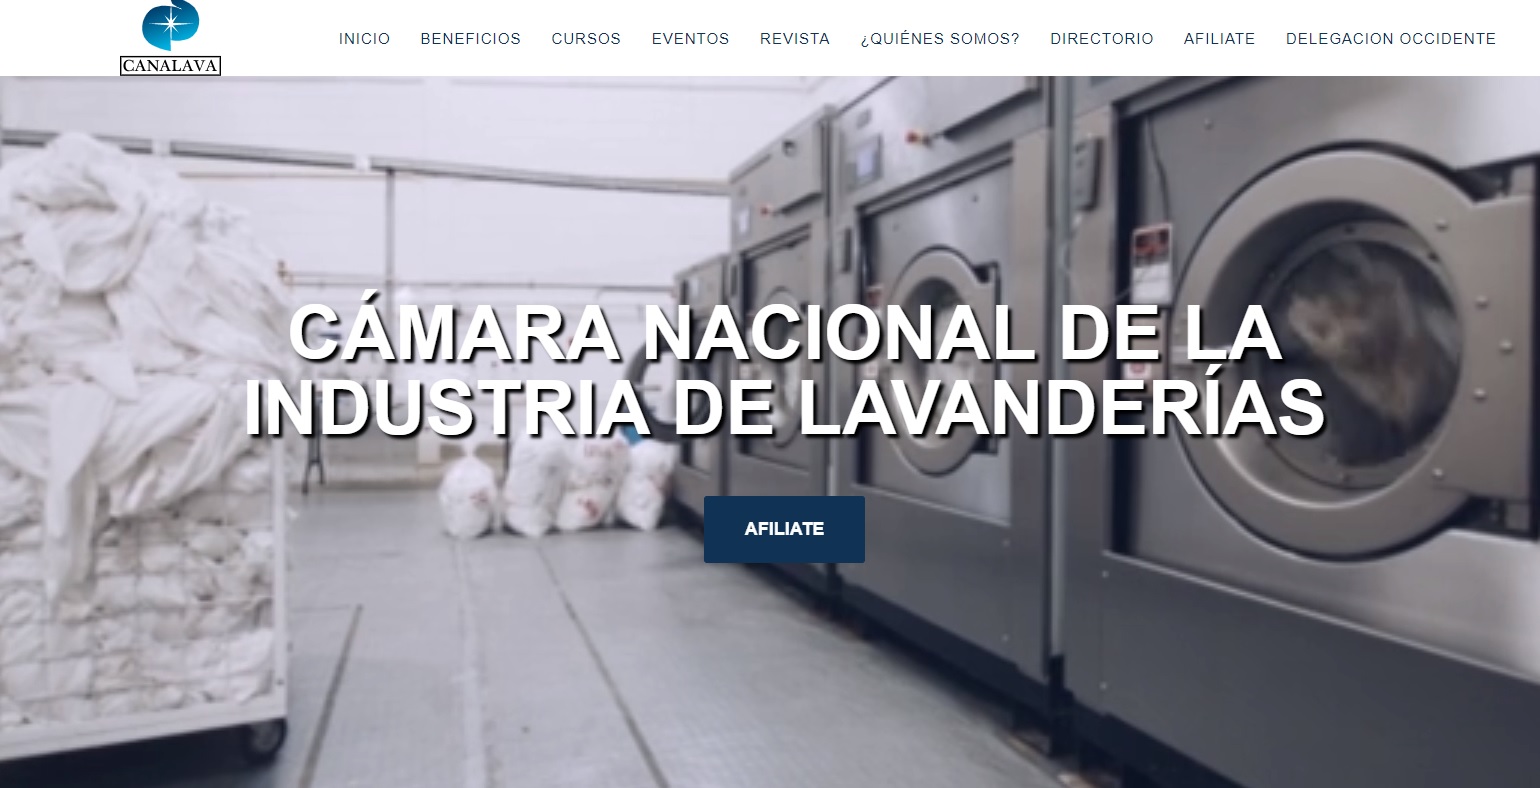 CANALAVA
INICIO BENEFICIOS CURSOS EVENTOS REVISTA ¿QUIÉNES SOMOS? DIRECTORIO AFILIATE DELEGACION OCCIDENTE
CÁMARA NACIONAL DE LA
INDUSTRIA DE LAVANDERÍAS
AFILIATE